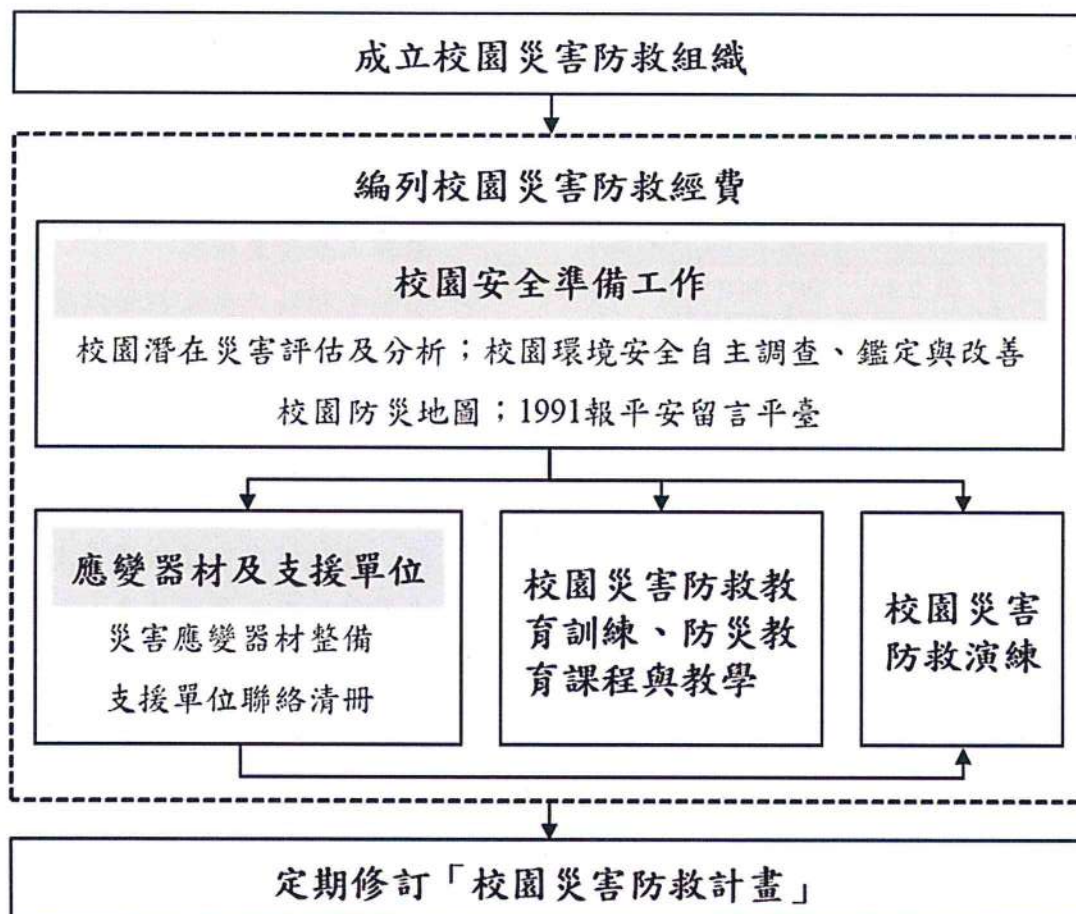 成立校園災害防救組織
編列校園災害防救經費
校園安全準備工作
校園潛在災害評估及分析；校園環境安全自主調查、鑑定與改善
校園防災地圖；1991報平安留言平臺
應變器材及支援單位
災害應變器材整備
支援單位聯絡清冊
校園災害防救教
育訓練、防災教
育課程與教學
校園災害
防救演練
定期修訂「校園災害防救計畫」